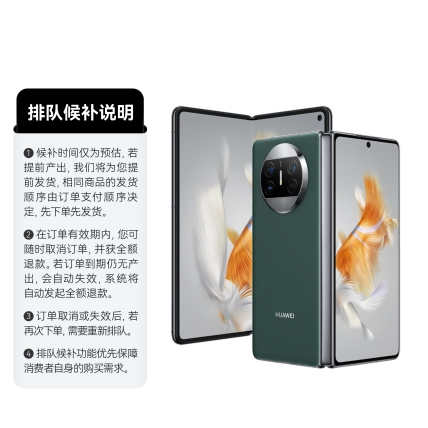 排队候补说明
❶ 候补时间仅为预估, 若
提前产出, 我们将为您提
前发货, 相同商品的发货
顺序由订单支付顺序决
定, 先下单先发货。
❷ 在订单有效期内, 您可
随时取消订单, 并获全额
退款。若订单到期仍无产
出, 会自动失效, 系统将
自动发起全额退款。
❸ 订单取消或失效后, 若
再次下单, 需要重新排队。
❹ 排队候补功能优先保障
消费者自身的购买需求。
HUAWEI